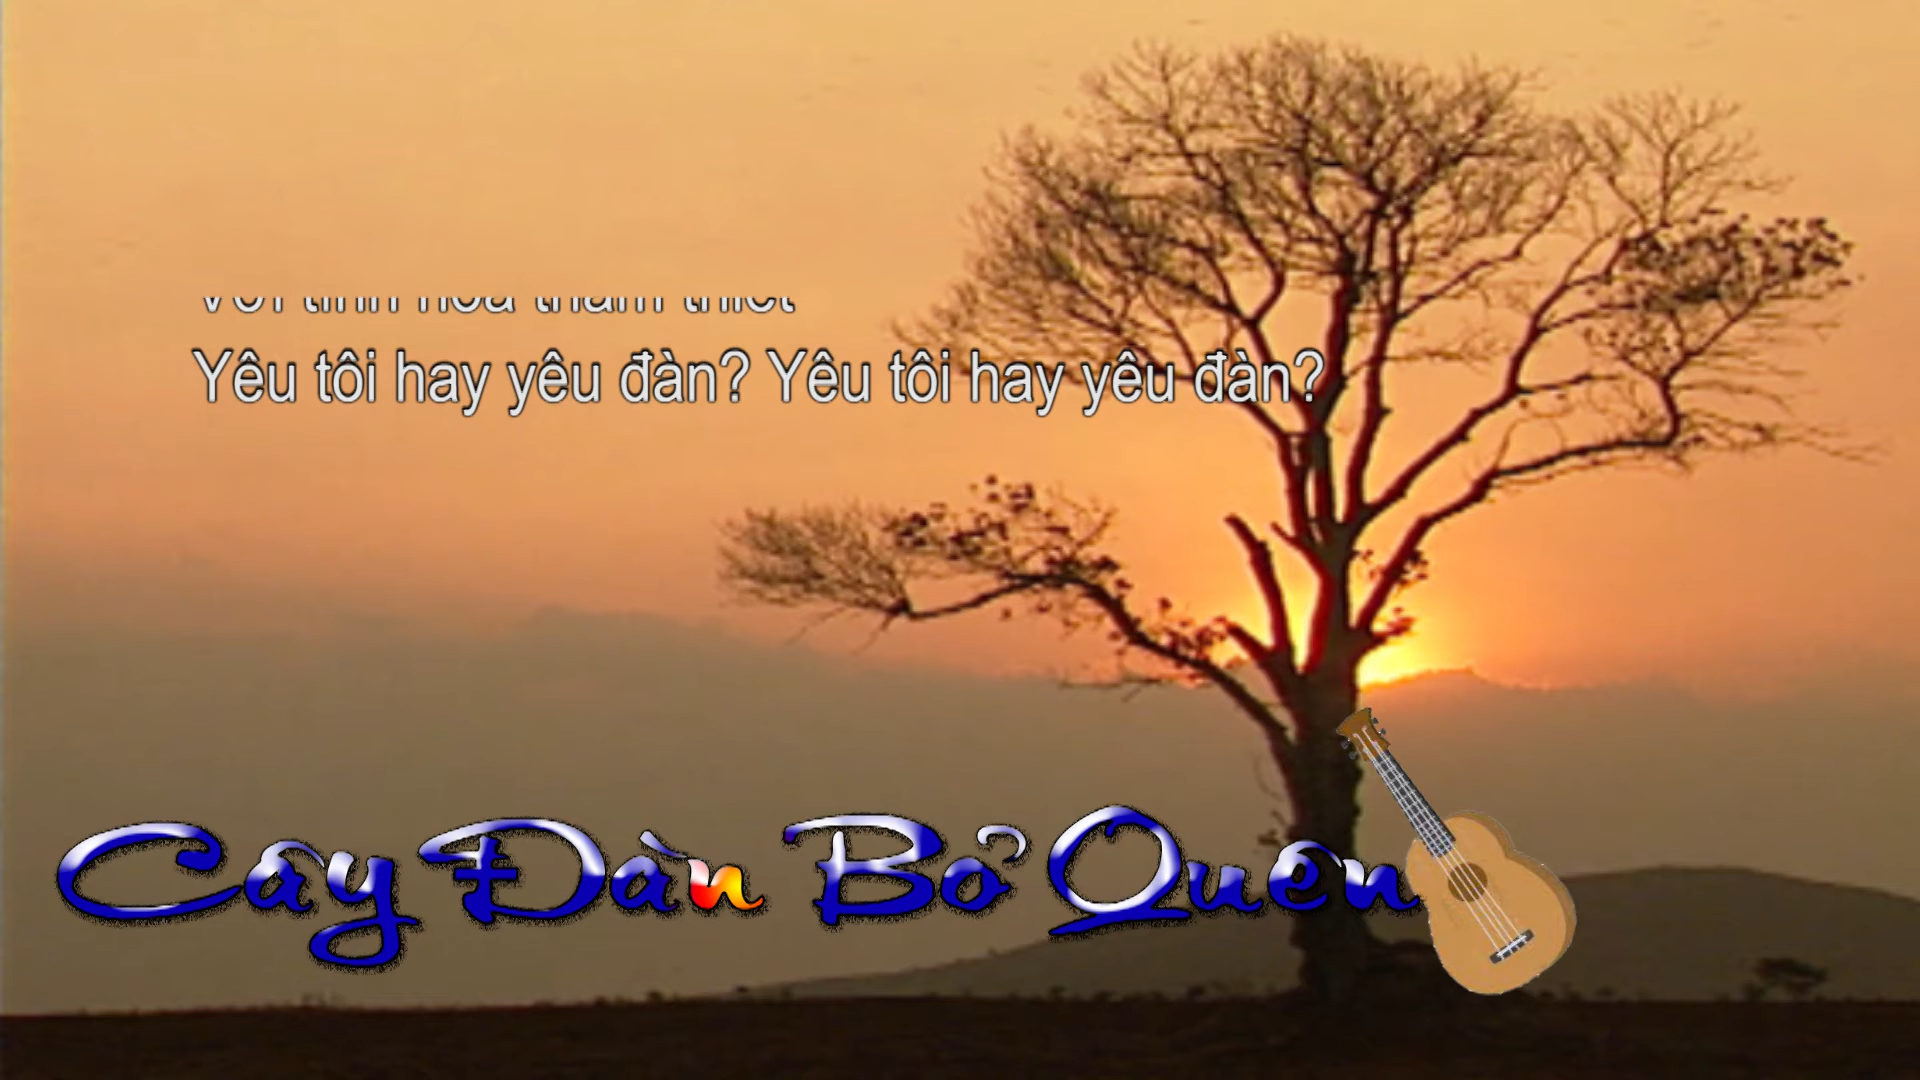 Yêu tôi hay yêu đàn? Yêu tôi hay yêu đàn?
Cây Đàn Bỏ Quên